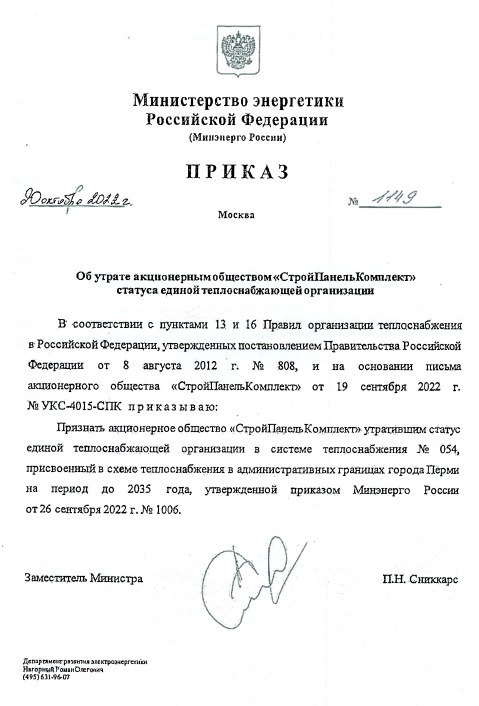 Министерство энергетики
Российской Федерации
(Минэнерго России)
ПРИКАЗ
октября 2022 г.
№ 1149
Москва
Об утрате акционерным обществом «СтройПанельКомплект»
статуса единой теплоснабжающей организации
В соответствии с пунктами 13 и 16 Правил организации теплоснабжения
в Российской Федерации, утвержденных постановлением Правительства Российской
Федерации от 8 августа 2012 г. № 808, и на основании письма
акционерного общества «СтройПанельКомплект» от 19 сентября 2022 г.
№ УКС-4015-СПК приказываю:
Признать акционерное общество «СтройПанельКомплект» утратившим статус
единой теплоснабжающей организации в системе теплоснабжения № 054,
присвоенный в схеме теплоснабжения в административных границах города Перми
на период до 2035 года, утвержденной приказом Минэнерго России
от 26 сентября 2022 г. № 1006.
Заместитель Министра
П.Н. Сниккарс
Департамент развития электроэнергетики
Нагорный Роман Олегович
(495) 631-96-07